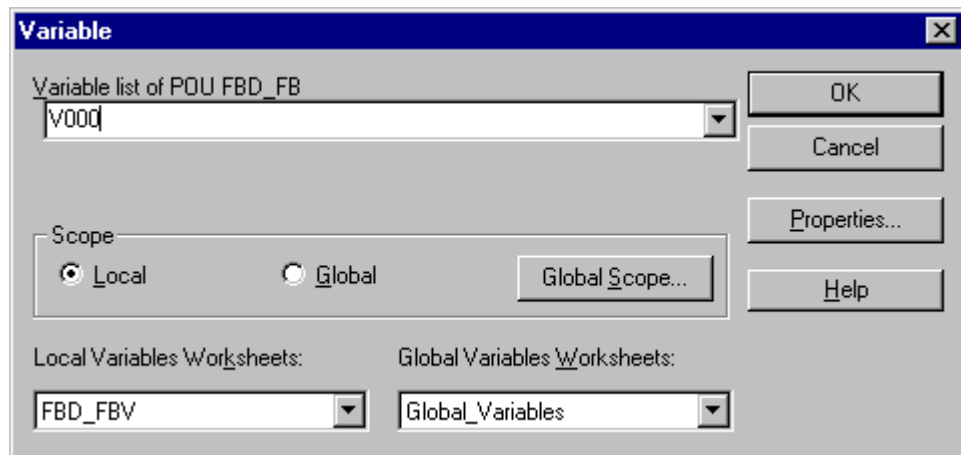 Variable
Variable list of POU FBD_FB
V000
OK
Cancel
Properties...
Help
Scope
Local
Global
Global Scope...
Local Variables Worksheets:
Global Variables Worksheets:
FBD_FBV
Global_Variables